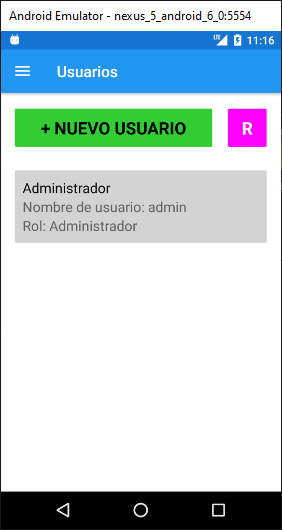 Android Emulator - nexus_5_android_6_0:5554
LTE 11:16
Usuarios
+ NUEVO USUARIO R
Administrador
Nombre de usuario: admin
Rol: Administrador